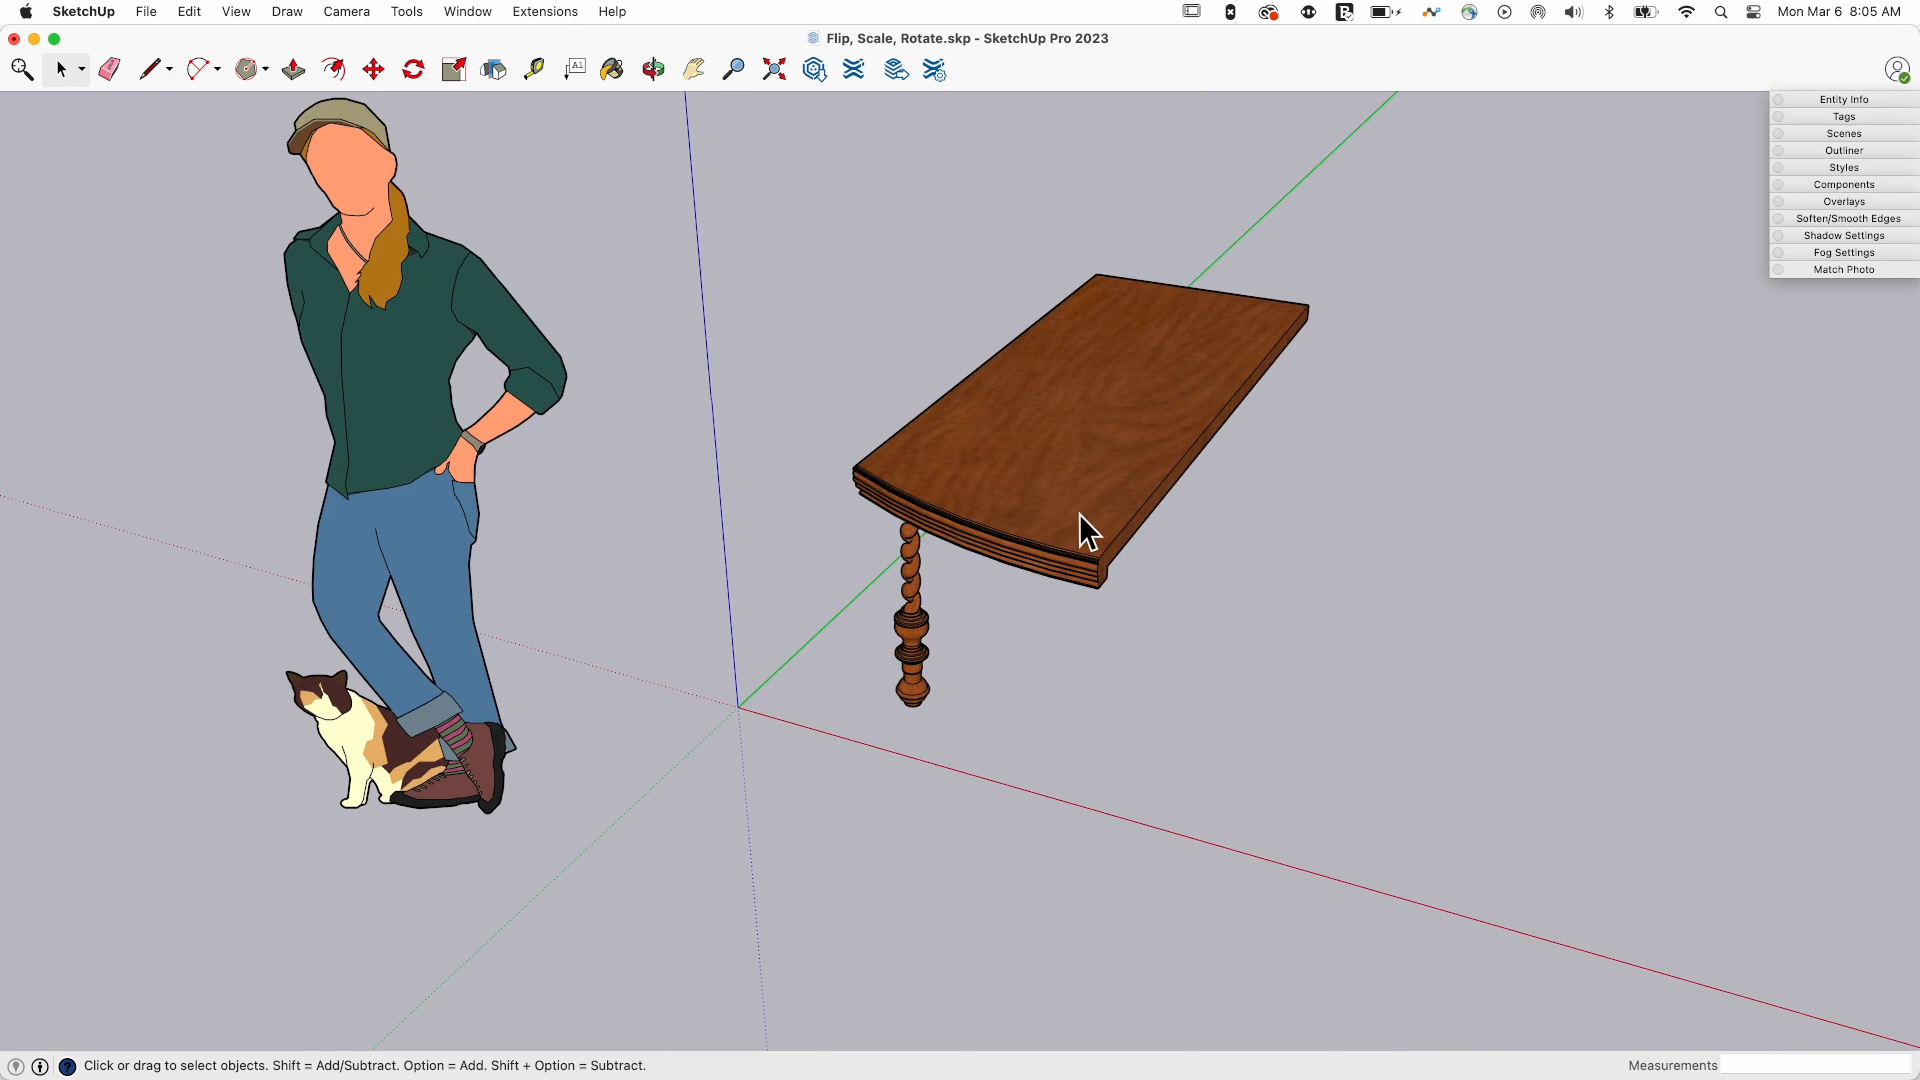 SketchUp File Edit View Draw Camera Tools Window Extensions Help Mon Mar 6 8:05 AM
Flip, Scale, Rotate.skp - SketchUp Pro 2023
A1
Entity Info
Tags
Scenes
Outliner
Styles
Components
Overlays
Soften/Smooth Edges
Shadow Settings
Fog Settings
Match Photo
Click or drag to select objects. Shift = Add/Subtract. Option = Add. Shift + Option = Subtract.
Measurements